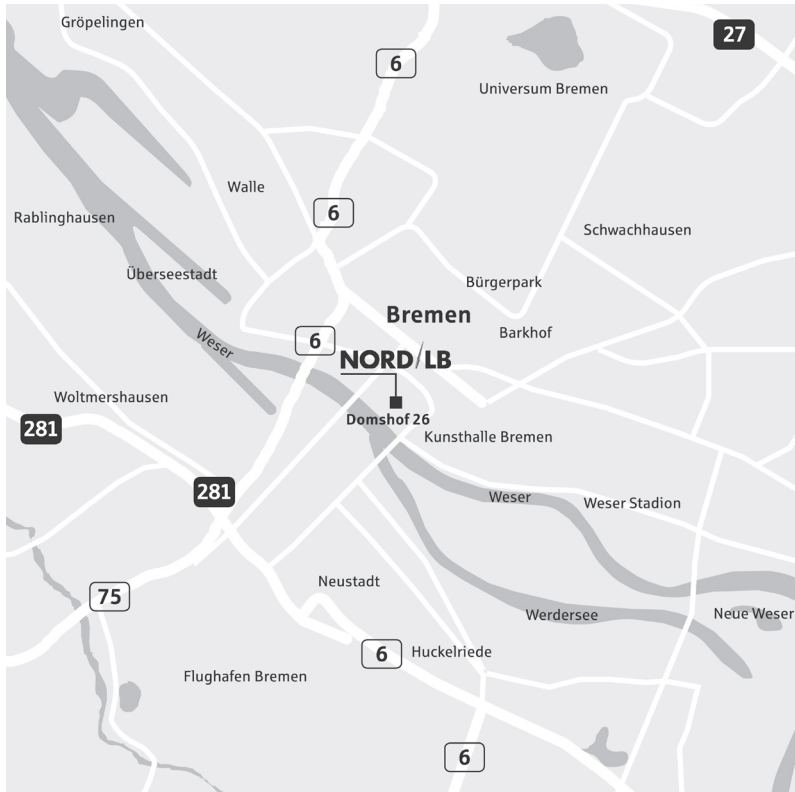 Gröpelingen
27
6
Universum Bremen
Walle
6
Rablinghausen
Schwachhausen
Überseestadt
Bürgerpark
Bremen
Barkhof
6
Weser
NORD/LB
Woltmershausen
Domshof 26
281
Kunsthalle Bremen
281
Weser
Weser Stadion
Neustadt
75
Werdersee
Neue Weser
6
Huckelriede
Flughafen Bremen
6